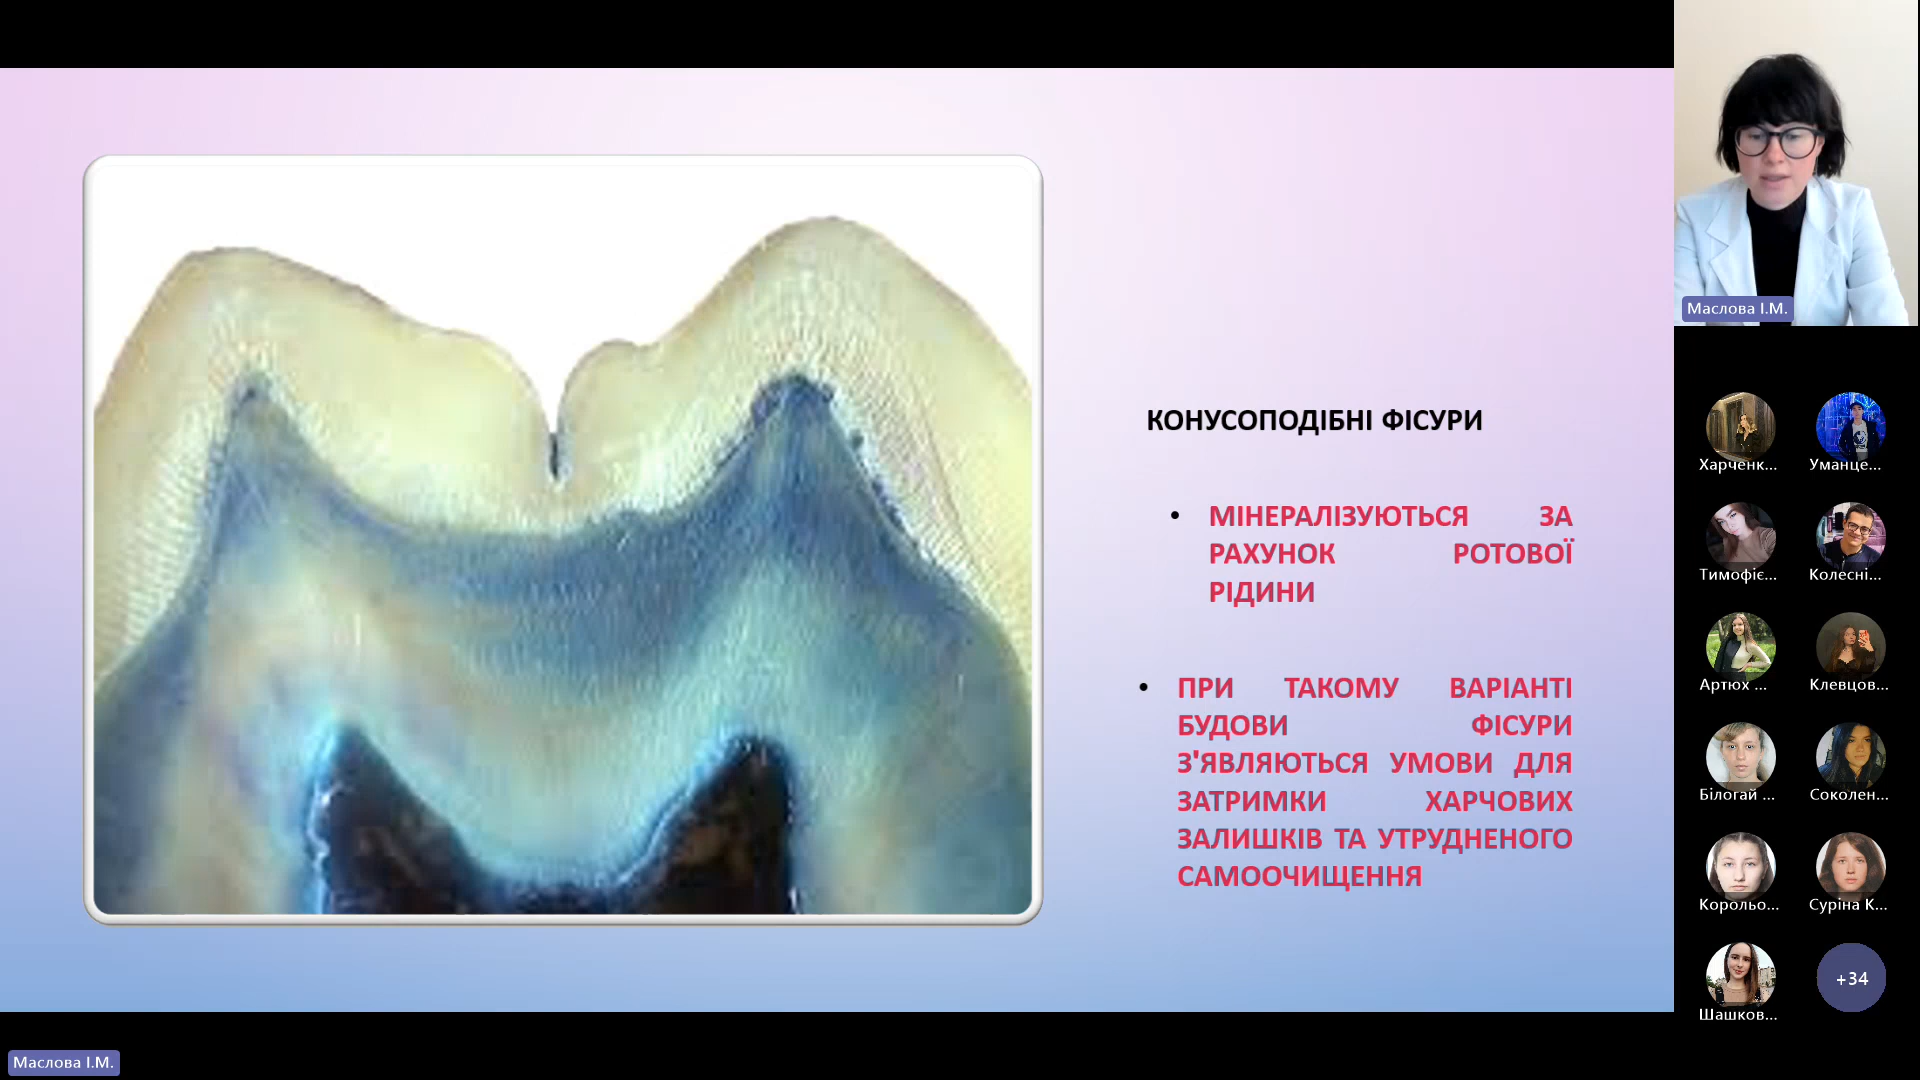 КОНУСОПОДІБНІ ФІСУРИ
• МІНЕРАЛІЗУЮТЬСЯ ЗА
РАХУНОК РОТОВОЇ
РІДИНИ
• ПРИ ТАКОМУ ВАРІАНТІ
БУДОВИ ФІСУРИ
З'ЯВЛЯЮТЬСЯ УМОВИ ДЛЯ
ЗАТРИМКИ ХАРЧОВИХ
ЗАЛИШКІВ ТА УТРУДНЕНОГО
САМООЧИЩЕННЯ
Маслова І.М.
Харченк...
Уманце...
Тимофіє...
Колесні...
Артюх ...
Клевцов...
Білогай ...
Соколен...
Корольо...
Суріна К...
Шашков...
+34
Маслова І.М.